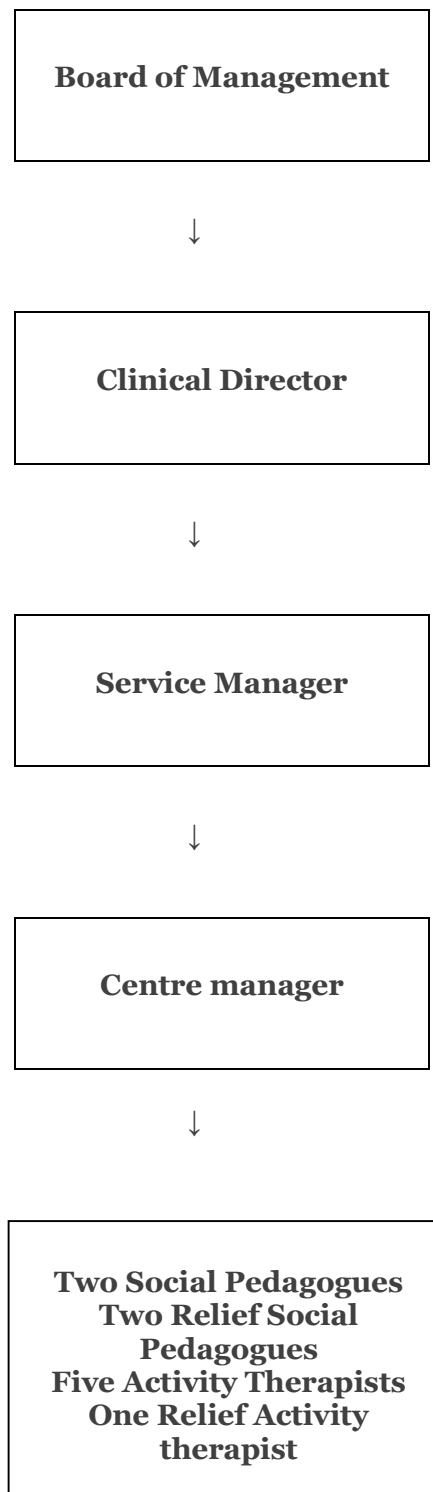 Board of Management
↓
Clinical Director
↓
Service Manager
↓
Centre manager
↓
Two Social Pedagogues
Two Relief Social
Pedagogues
Five Activity Therapists
One Relief Activity
therapist